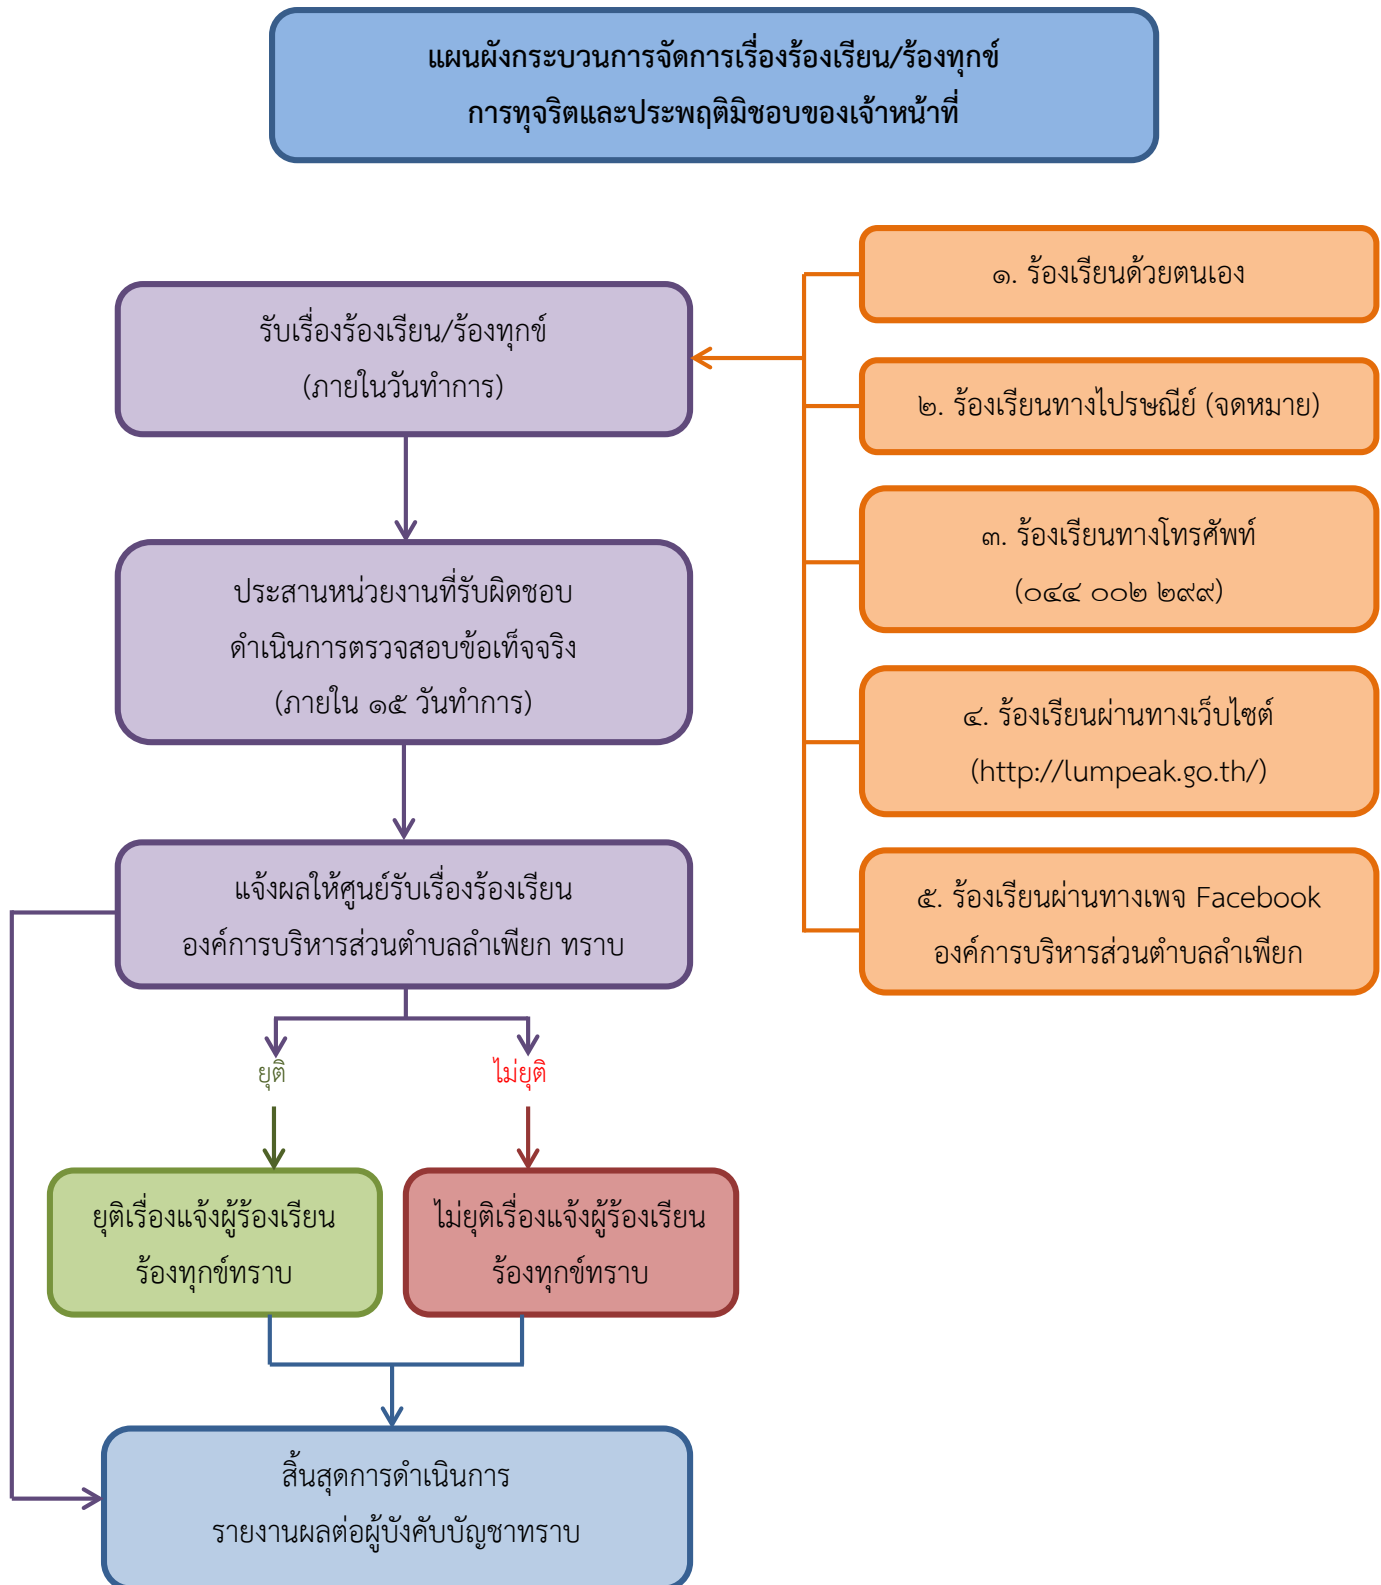 แผนผังกระบวนการจัดการเรื่องร้องเรียน/ร้องทุกข์
การทุจริตและประพฤติมิชอบของเจ้าหน้าที่
รับเรื่องร้องเรียน/ร้องทุกข์
(ภายในวันทำการ)
ประสานหน่วยงานที่รับผิดชอบ
ดำเนินการตรวจสอบข้อเท็จจริง
(ภายใน ๑๕ วันทำการ)
แจ้งผลให้ศูนย์รับเรื่องร้องเรียน
องค์การบริหารส่วนตำบลลำเพียก ทราบ
๑. ร้องเรียนด้วยตนเอง
๒. ร้องเรียนทางไปรษณีย์ (จดหมาย)
๓. ร้องเรียนทางโทรศัพท์
(๐๔๔ ๐๐๒ ๒๙๙)
๔. ร้องเรียนผ่านทางเว็บไซต์
(http://lumpeak.go.th/)
๕. ร้องเรียนผ่านทางเพจ Facebook
องค์การบริหารส่วนตำบลลำเพียก
ยุติ
ไม่ยุติ
ยุติเรื่องแจ้งผู้ร้องเรียน
ร้องทุกข์ทราบ
ไม่ยุติเรื่องแจ้งผู้ร้องเรียน
ร้องทุกข์ทราบ
สิ้นสุดการดำเนินการ
รายงานผลต่อผู้บังคับบัญชาทราบ